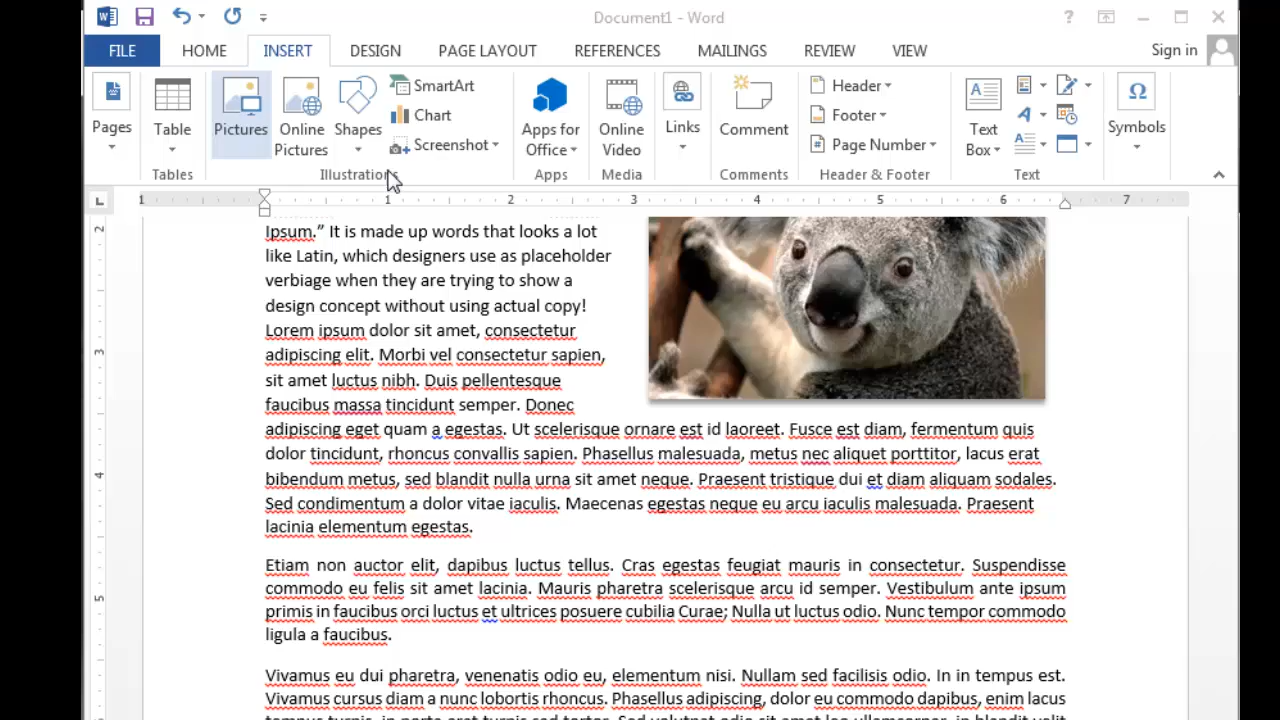 Document1 - Word
?
FILE HOME INSERT DESIGN PAGE LAYOUT REFERENCES MAILINGS REVIEW VIEW Sign in
Pages
Table
Pictures
Online Pictures
Shapes
SmartArt
Chart
Screenshot
Apps for Office
Online Video
Links
Comment
Header
Footer
Page Number
Text Box
Symbols
Tables Illustrations Apps Media Comments Header & Footer Text
1 1 2 3 4 5 6 7
2
3
4
5
Ipsum.” It is made up words that looks a lot
like Latin, which designers use as placeholder
verbiage when they are trying to show a
design concept without using actual copy!
Lorem ipsum dolor sit amet, consectetur
adipiscing elit. Morbi vel consectetur sapien,
sit amet luctus nibh. Duis pellentesque
faucibus massa tincidunt semper. Donec
adipiscing eget quam a egestas. Ut scelerisque ornare est id laoreet. Fusce est diam, fermentum quis
dolor tincidunt, rhoncus convallis sapien. Phasellus malesuada, metus nec aliquet porttitor, lacus erat
bibendum metus, sed blandit nulla urna sit amet neque. Praesent tristique dui et diam aliquam sodales.
Sed condimentum a dolor vitae iaculis. Maecenas egestas neque eu arcu iaculis malesuada. Praesent
lacinia elementum egestas.
Etiam non auctor elit, dapibus luctus tellus. Cras egestas feugiat mauris in consectetur. Suspendisse
commodo eu felis sit amet lacinia. Mauris pharetra scelerisque arcu id semper. Vestibulum ante ipsum
primis in faucibus orci luctus et ultrices posuere cubilia Curae; Nulla ut luctus odio. Nunc tempor commodo
ligula a faucibus.
Vivamus eu dui pharetra, venenatis odio eu, elementum nisi. Nullam sed facilisis odio. In in tempus est.
Vivamus cursus diam a nunc lobortis rhoncus. Phasellus adipiscing, dolor eu commodo dapibus, enim lacus